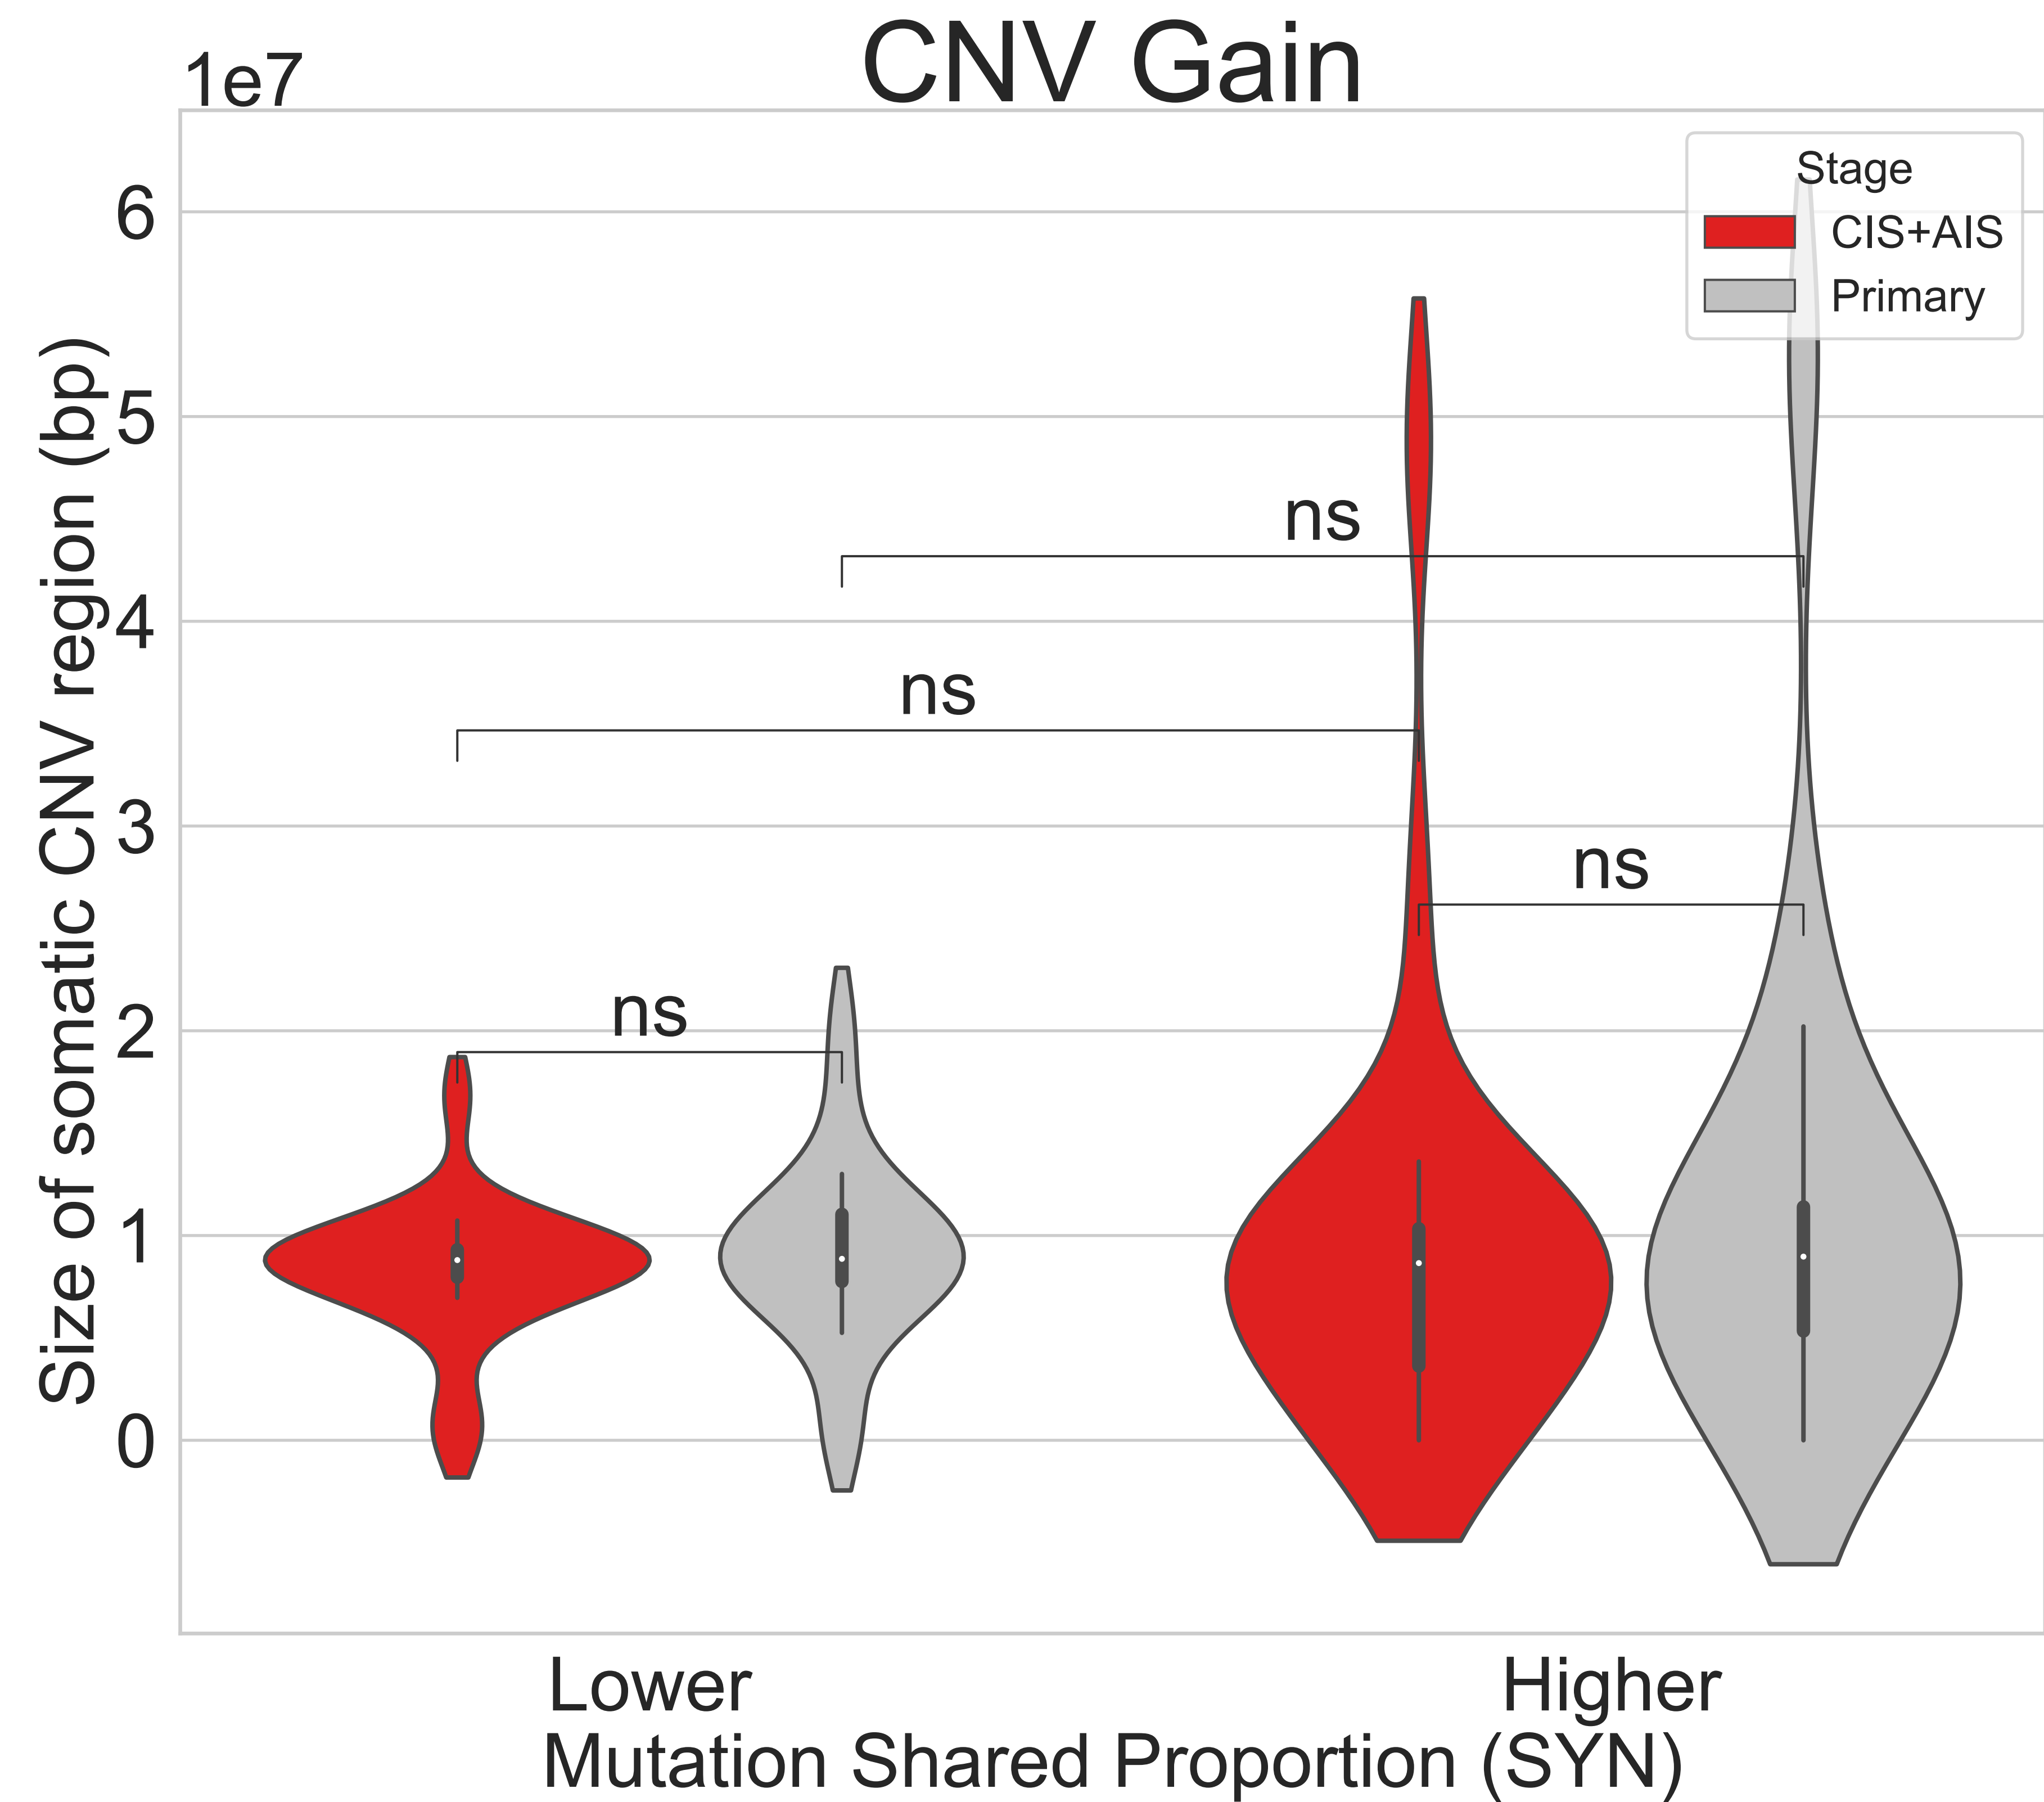 CNV Gain
1e7
Stage
CIS+AIS
Primary
6
5
4
3
2
1
0
Size of somatic CNV region (bp)
ns
ns
ns
ns
Lower
Higher
Mutation Shared Proportion (SYN)